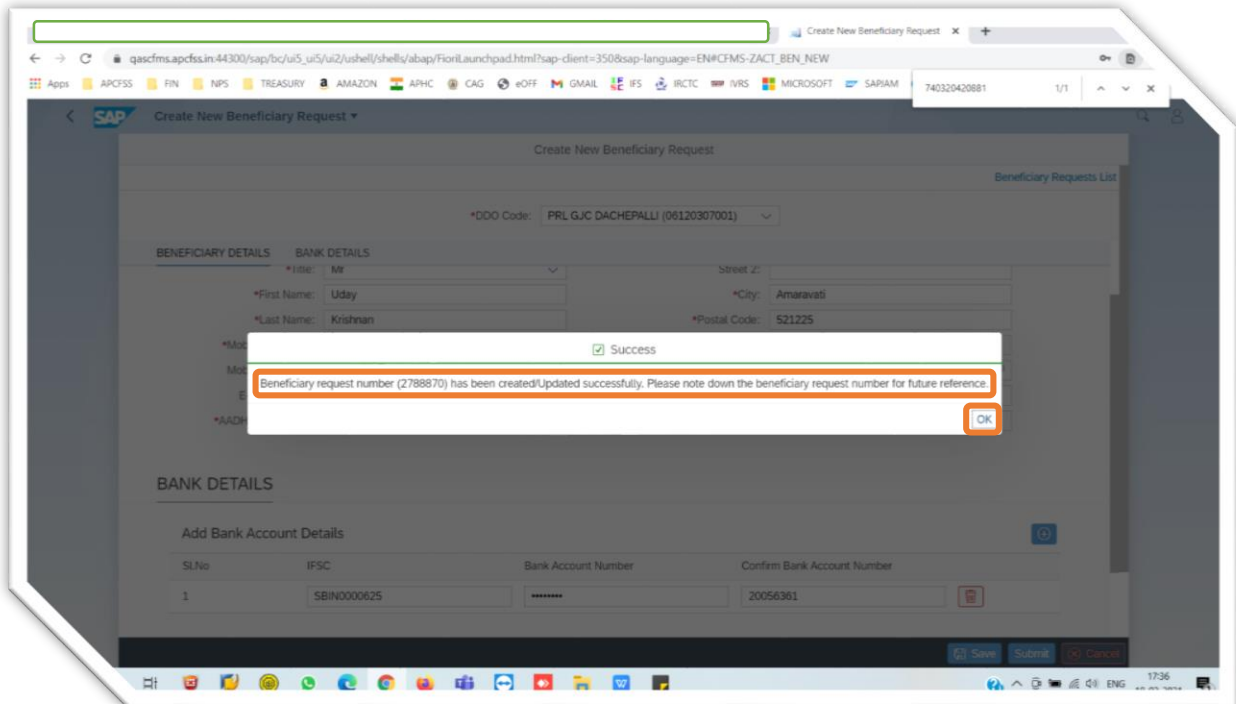 Create New Beneficiary Request
qascfms.apcfss.in:44300/sap/bc/ui5_ui5/ui2/ushell/shells/abap/FioriLaunchpad.html?sap-client=350&sap-language=EN#CFMS-ZACT_BEN_NEW
Apps APCFSS FIN NPS TREASURY AMAZON APHC CAG eOFF GMAIL IFS IRCTC IVRS MICROSOFT SAPIAM
740320420881 1/1
SAP Create New Beneficiary Request
Create New Beneficiary Request
Beneficiary Requests List
*DDO Code: PRL GJC DACHEPALLI (06120307001)
BENEFICIARY DETAILS BANK DETAILS
*Title: Mr Street 2:
*First Name: Uday *City: Amaravati
*Last Name: Krishnan *Postal Code: 521225
Success
Beneficiary request number (2788870) has been created/Updated successfully. Please note down the beneficiary request number for future reference.
OK
BANK DETAILS
Add Bank Account Details
Sl.No IFSC Bank Account Number Confirm Bank Account Number
1 SBIN0000625 •••••••• 20056361
Save Submit Cancel
ENG 17:36